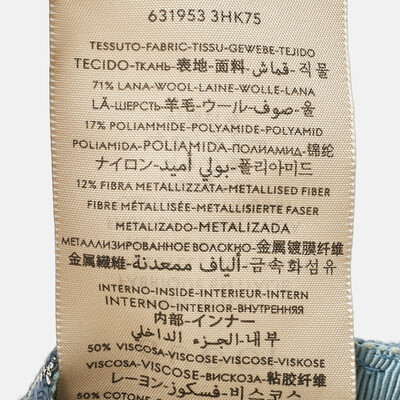 631953 3HK75
TESSUTO-FABRIC-TISSU-GEWEBE-TEJIDO
TECIDO-ТКАНЬ-表地-面料-قماش-직물
71% LANA-WOOL-LAINE-WOLLE-LANA
LÃ-ШЕРСТЬ-羊毛-ウール-صوف-울
17% POLIAMMIDE-POLYAMIDE-POLYAMID
POLIAMIDA-POLIAMIDA-ПОЛИАМИД-锦纶
ナイロン-بولي أميد-폴리아미드
12% FIBRA METALLIZZATA-METALLISED FIBER
FIBRE MÉTALLISÉE-METALLISIERTE FASER
METALIZADO-METALIZADA
МЕТАЛЛИЗИРОВАННОЕ ВОЛОКНО-金属镀膜纤维
金属繊維-ألياف ممعدنة-금속화섬유
INTERNO-INSIDE-INTERIEUR-INTERN
INTERNO-INTERIOR-ВНУТРЕННЯЯ
内部-インナー
내부-الجزء الداخلي
50% VISCOSA-VISCOSE-VISCOSE-VISKOSE
VISCOSA-VISCOSE-ВИСКОЗА-粘胶纤维
レーヨン-فسكوز-비스코스